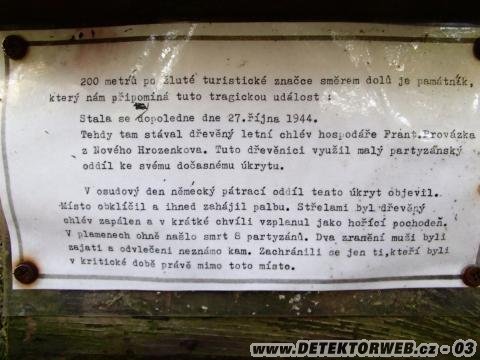 200 metrů po žluté turistické značce směrem dolů je památník,
který nám připomíná tuto tragickou událost :
Stala se dopoledne dne 27.října 1944.
Tehdy tam stával dřevěný letní chlév hospodáře Frant.Provázka
z Nového Hrozenkova. Tuto dřevěnici využil malý partyzánský
oddíl ke svému dočasnému úkrytu.
V osudový den německý pátrací oddíl tento úkryt objevil.
Místo obklíčil a ihned zahájil palbu. Střelami byl dřevěný
chlév zapálen a v krátké chvíli vzplanul jako hořící pochodeň.
V plamenech ohně našlo smrt 8 partyzánů. Dva zranění muži byli
zajati a odvlečeni neznámo kam. Zachránili se jen ti,kteří byli
v kritické době právě mimo toto místo.
www.DETEKTORWEB.cz - 03